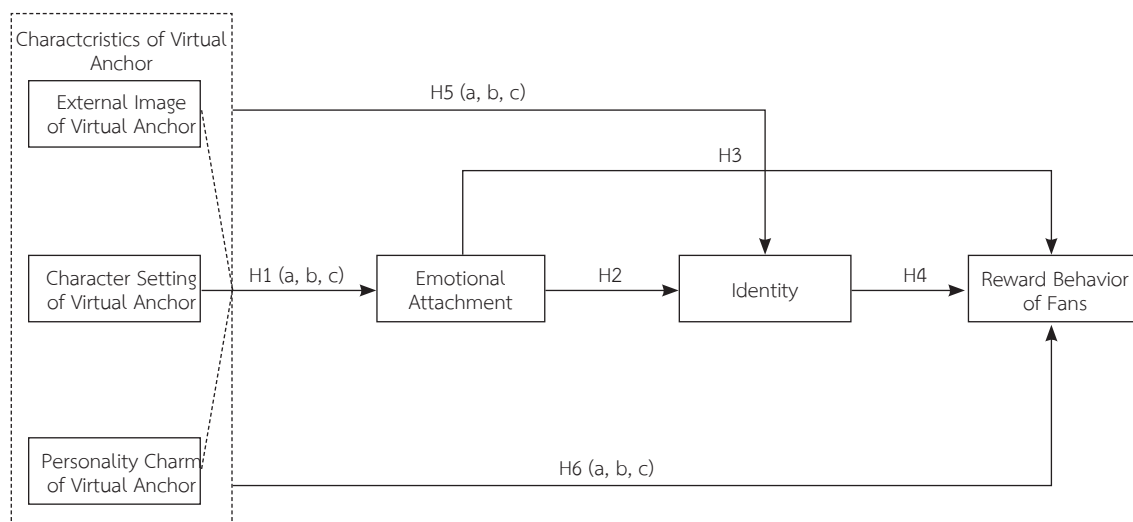 Charactcristics of Virtual
Anchor
External Image
of Virtual Anchor
H5 (a, b, c)
H3
Character Setting
of Virtual Anchor
H1 (a, b, c)
Emotional
Attachment
H2
Identity
H4
Reward Behavior
of Fans
Personality Charm
of Virtual Anchor
H6 (a, b, c)